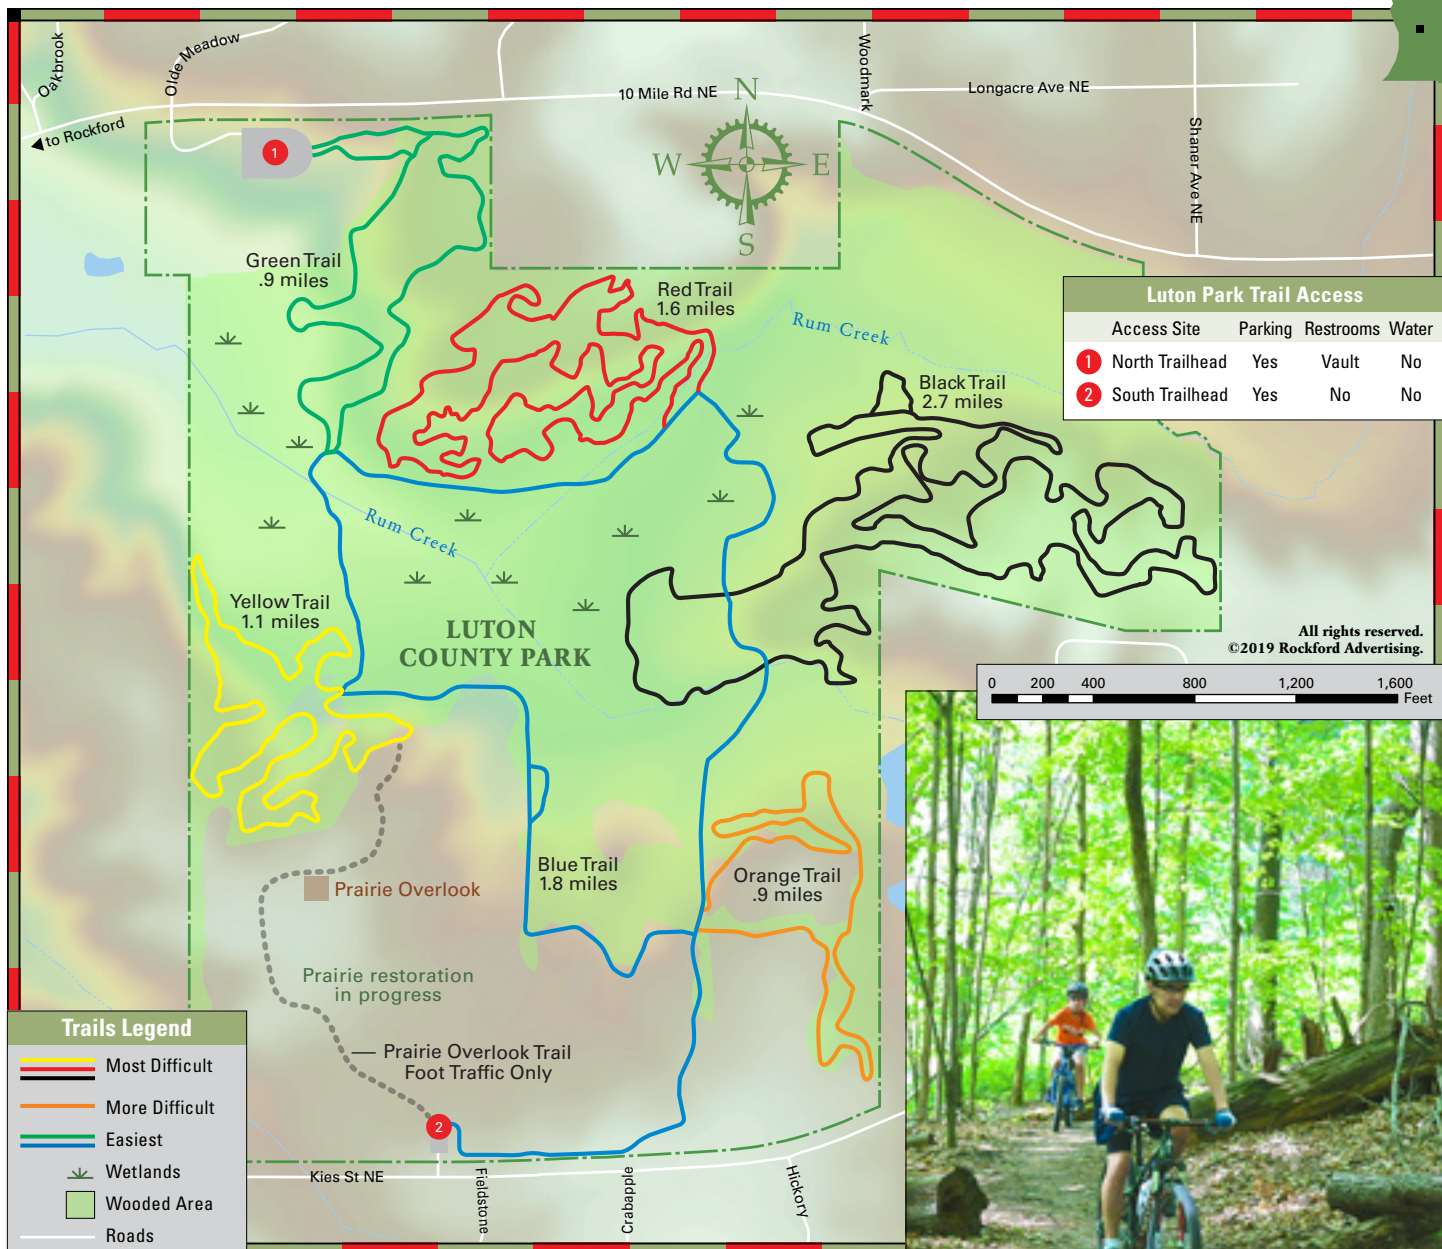 Oakbrook
Olde Meadow
to Rockford
10 Mile Rd NE
Woodmark
Longacre Ave NE
Shaner Ave NE
N
W
E
S
1
Green Trail
.9 miles
Red Trail
1.6 miles
Rum Creek
Luton Park Trail Access
Access Site Parking Restrooms Water
1 North Trailhead Yes Vault No
2 South Trailhead Yes No No
Black Trail
2.7 miles
Rum Creek
Yellow Trail
1.1 miles
LUTON
COUNTY PARK
All rights reserved.
©2019 Rockford Advertising.
0 200 400 800 1,200 1,600
Feet
Blue Trail
1.8 miles
Orange Trail
.9 miles
Prairie Overlook
Prairie restoration
in progress
Prairie Overlook Trail
Foot Traffic Only
2
Trails Legend
Most Difficult
More Difficult
Easiest
Wetlands
Wooded Area
Roads
Kies St NE
Fieldstone
Crabapple
Hickory